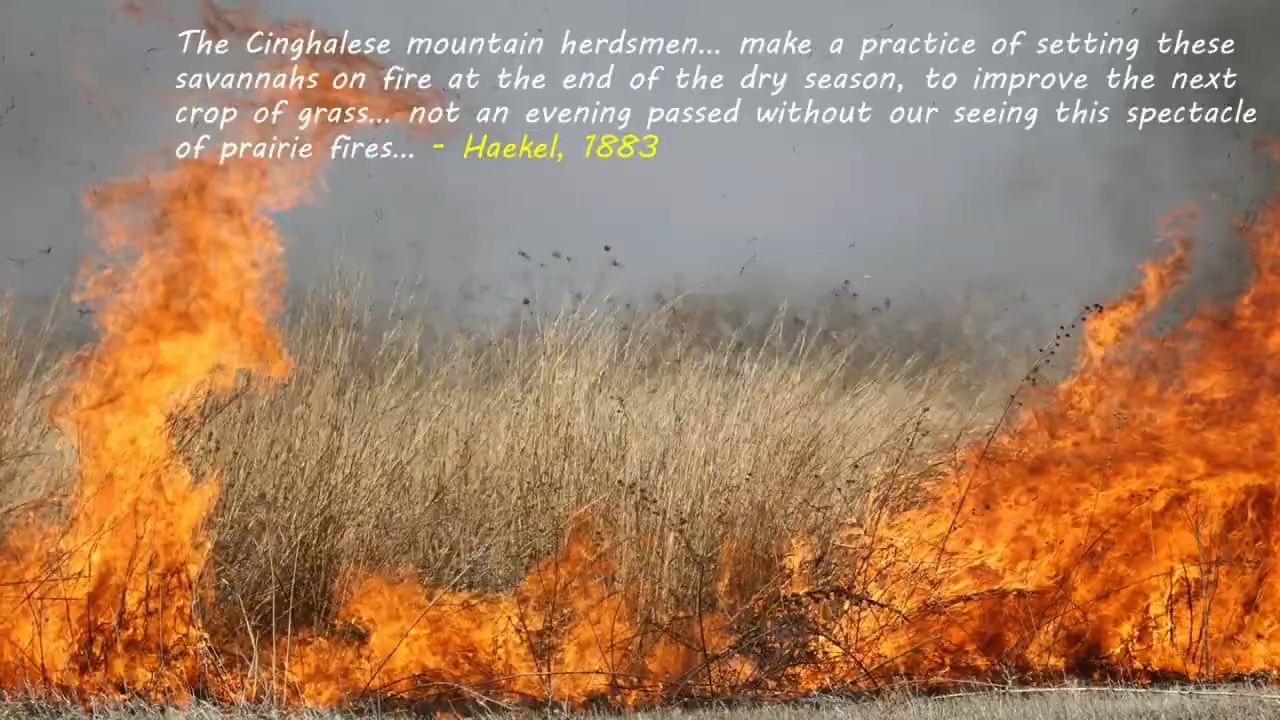 The Cinghalese mountain herdsmen... make a practice of setting these
savannahs on fire at the end of the dry season, to improve the next
crop of grass... not an evening passed without our seeing this spectacle
of prairie fires... - Haekel, 1883